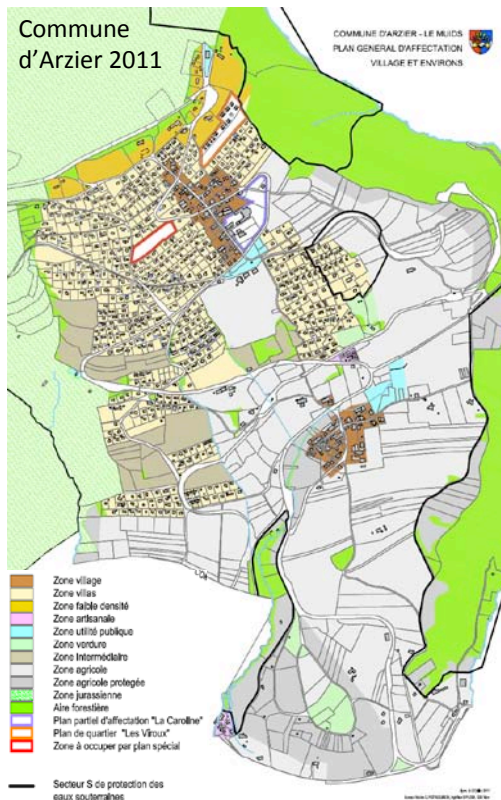 Commune
d'Arzier 2011
COMMUNE D'ARZIER - LE MUIDS
PLAN GENERAL D'AFFECTATION
VILLAGE ET ENVIRONS
Zone village
Zone villas
Zone faible densité
Zone artisanale
Zone utilité publique
Zone verdure
Zone Intermédiaire
Zone agricole
Zone agricole protegée
Zone jurassienne
Aire forestière
Plan partiel d'affectation "La Caroline"
Plan de quartier "Les Viroux"
Zone à occuper par plan spécial
Secteur S de protection des
eaux souterraines